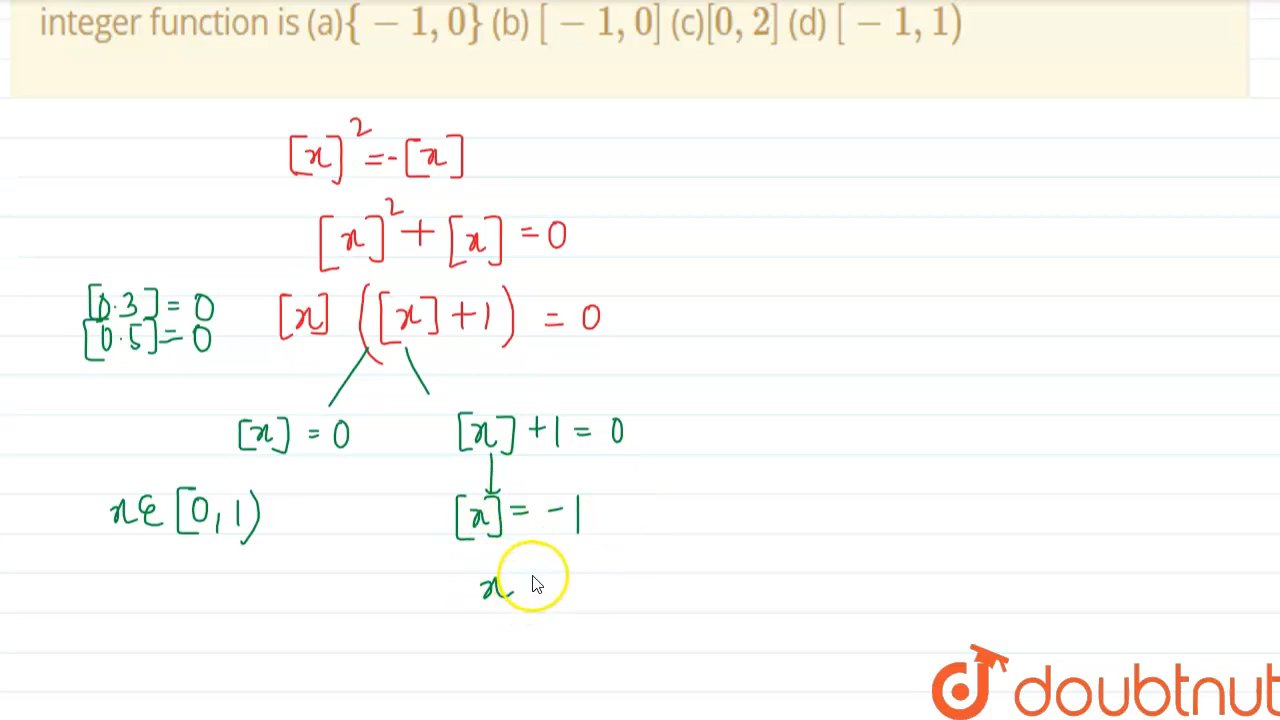 integer function is (a){ − 1, 0} (b) [ − 1, 0] (c)[0, 2] (d) [ − 1, 1)
[x]² = -[x]
[x]² + [x] = 0
[0.3] = 0
[0.5] = 0
[x] ([x] + 1) = 0
[x] = 0
[x] + 1 = 0
x∈ [0, 1)
[x] = -1
x
doubtnut